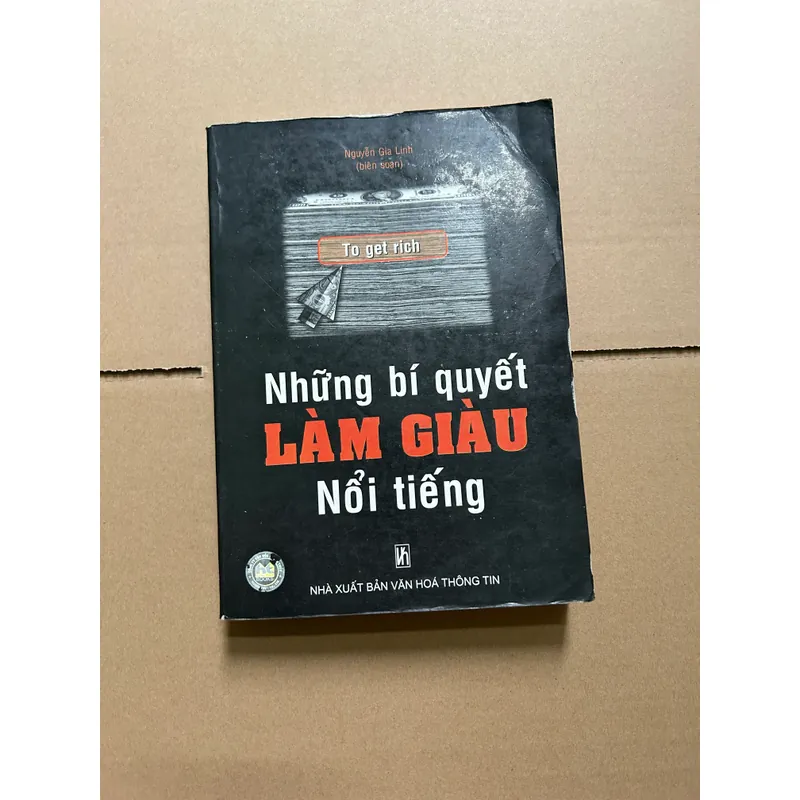 Nguyễn Gia Linh
(biên soạn)
To get rich
Những bí quyết
LÀM GIÀU
Nổi tiếng
NHÀ XUẤT BẢN VĂN HOÁ THÔNG TIN